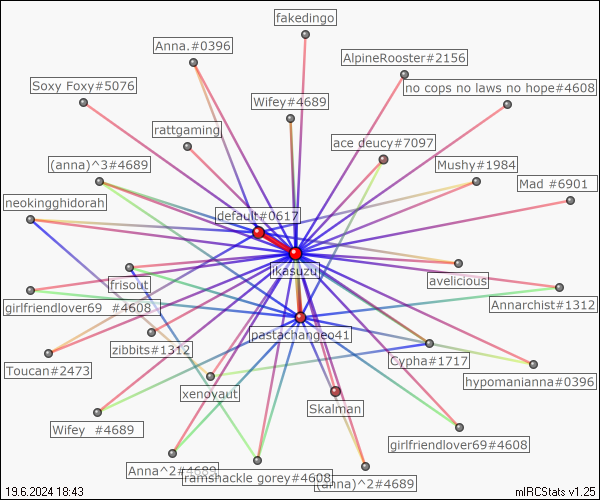 fakedingo
Anna.#0396
AlpineRooster#2156
Soxy Foxy#5076
no cops no laws no hope#4608
Wifey#4689
rattgaming
ace deucy#7097
(anna)^3#4689
Mushy#1984
Mad #6901
neokingghidorah
default#0617
ikasuzu
frisout
avelicious
girlfriendlover69 #4608
Annarchist#1312
pastachangeo41
zibbits#1312
Cypha#1717
Toucan#2473
hypomanianna#0396
xenoyaut
Skalman
Wifey #4689
girlfriendlover69#4608
Anna^2#4689
ramshackle gorey#4608
(anna)^2#4689
19.6.2024 18:43
mIRCStats v1.25